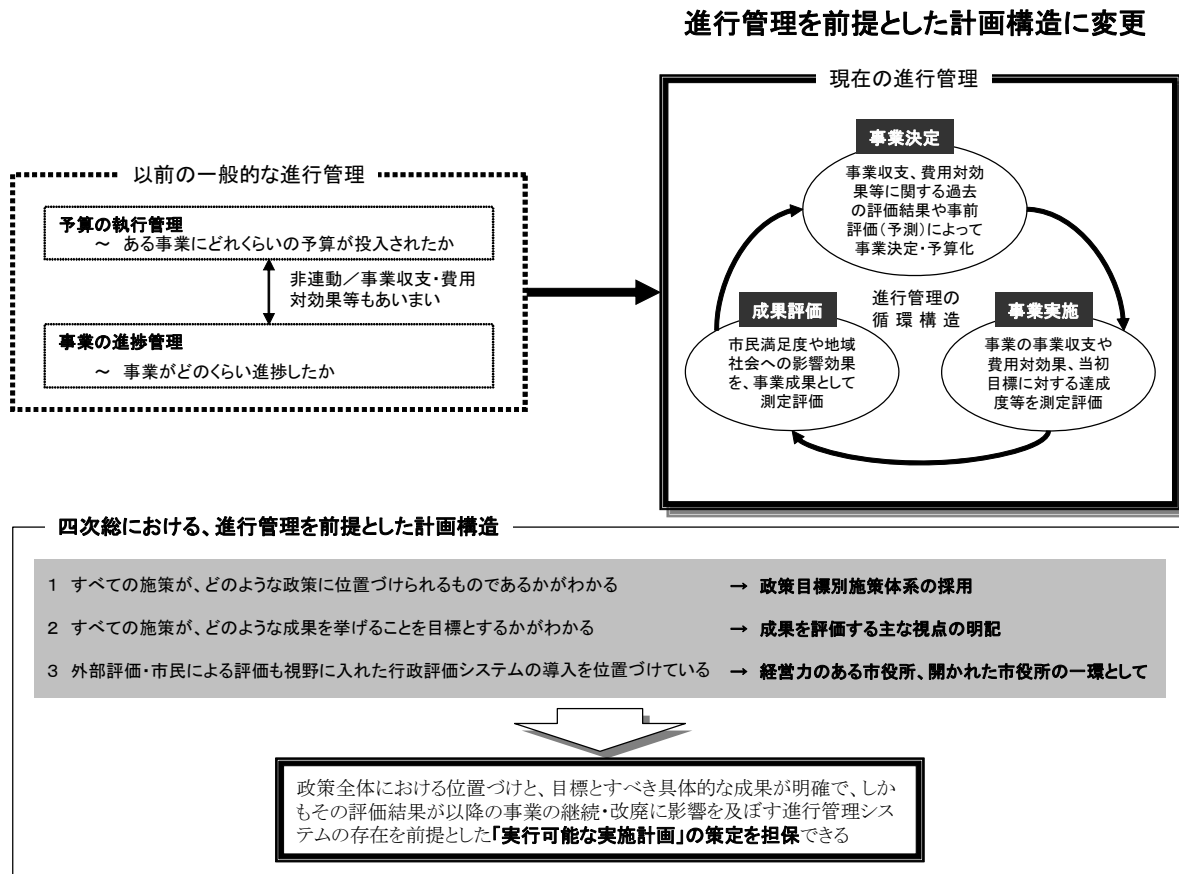 進行管理を前提とした計画構造に変更
以前の一般的な進行管理
予算の執行管理
～ ある事業にどれくらいの予算が投入されたか
非連動／事業収支・費用
対効果等もあいまい
事業の進捗管理
～ 事業がどのくらい進捗したか
現在の進行管理
事業決定
事業収支、費用対効
果等に関する過去
の評価結果や事前
評価(予測)によって
事業決定・予算化
進行管理の
循環構造
事業実施
事業の事業収支や
費用対効果、当初
目標に対する達成
度等を測定評価
成果評価
市民満足度や地域
社会への影響効果
を、事業成果として
測定評価
四次総における、進行管理を前提とした計画構造
1 すべての施策が、どのような政策に位置づけられるものであるかがわかる → 政策目標別施策体系の採用
2 すべての施策が、どのような成果を挙げることを目標とするかがわかる → 成果を評価する主な視点の明記
3 外部評価・市民による評価も視野に入れた行政評価システムの導入を位置づけている → 経営力のある市役所、開かれた市役所の一環として
政策全体における位置づけと、目標とすべき具体的な成果が明確で、しか
もその評価結果が以降の事業の継続・改廃に影響を及ぼす進行管理シス
テムの存在を前提とした「実行可能な実施計画」の策定を担保できる